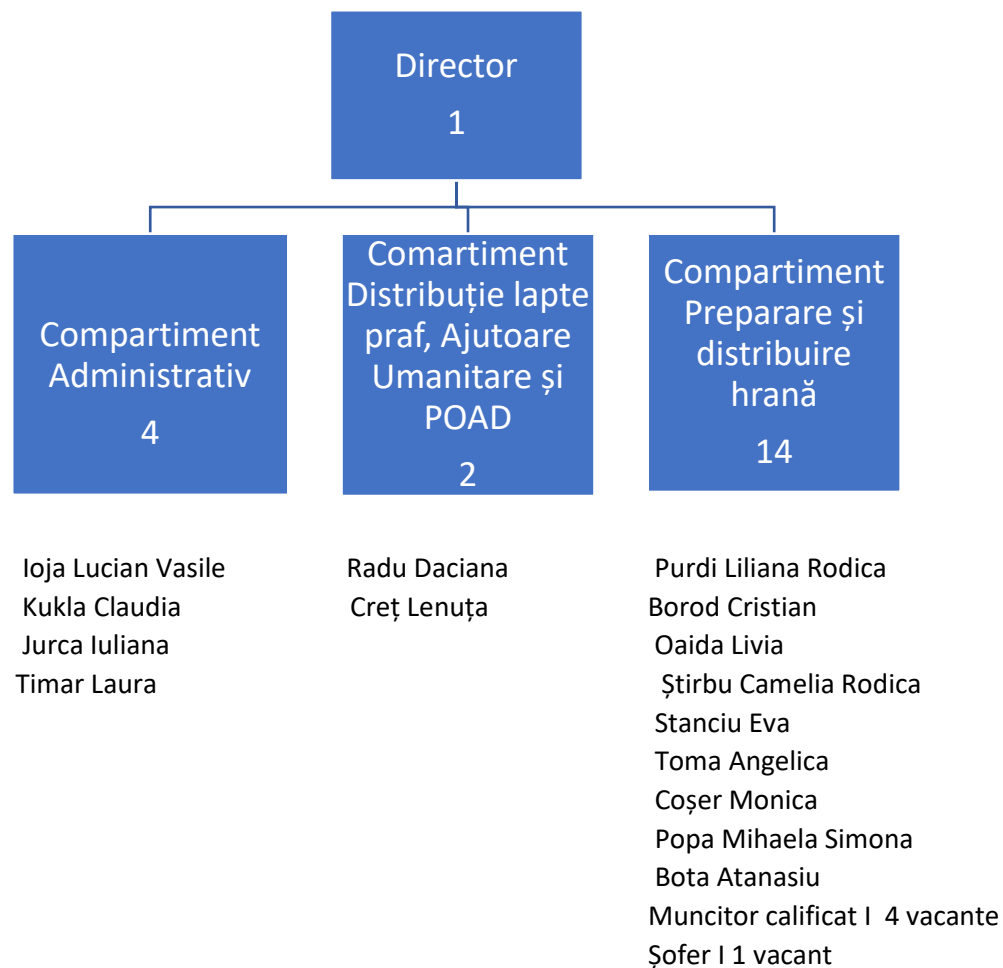 Director
1
Compartiment
Administrativ
4
Comartiment
Distribuție lapte
praf, Ajutoare
Umanitare și
POAD
2
Compartiment
Preparare și
distribuire
hrană
14
Ioja Lucian Vasile
Kukla Claudia
Jurca Iuliana
Timar Laura
Radu Daciana
Creț Lenuța
Purdi Liliana Rodica
Borod Cristian
Oaida Livia
Știrbu Camelia Rodica
Stanciu Eva
Toma Angelica
Coșer Monica
Popa Mihaela Simona
Bota Atanasiu
Muncitor calificat I 4 vacante
Șofer I 1 vacant